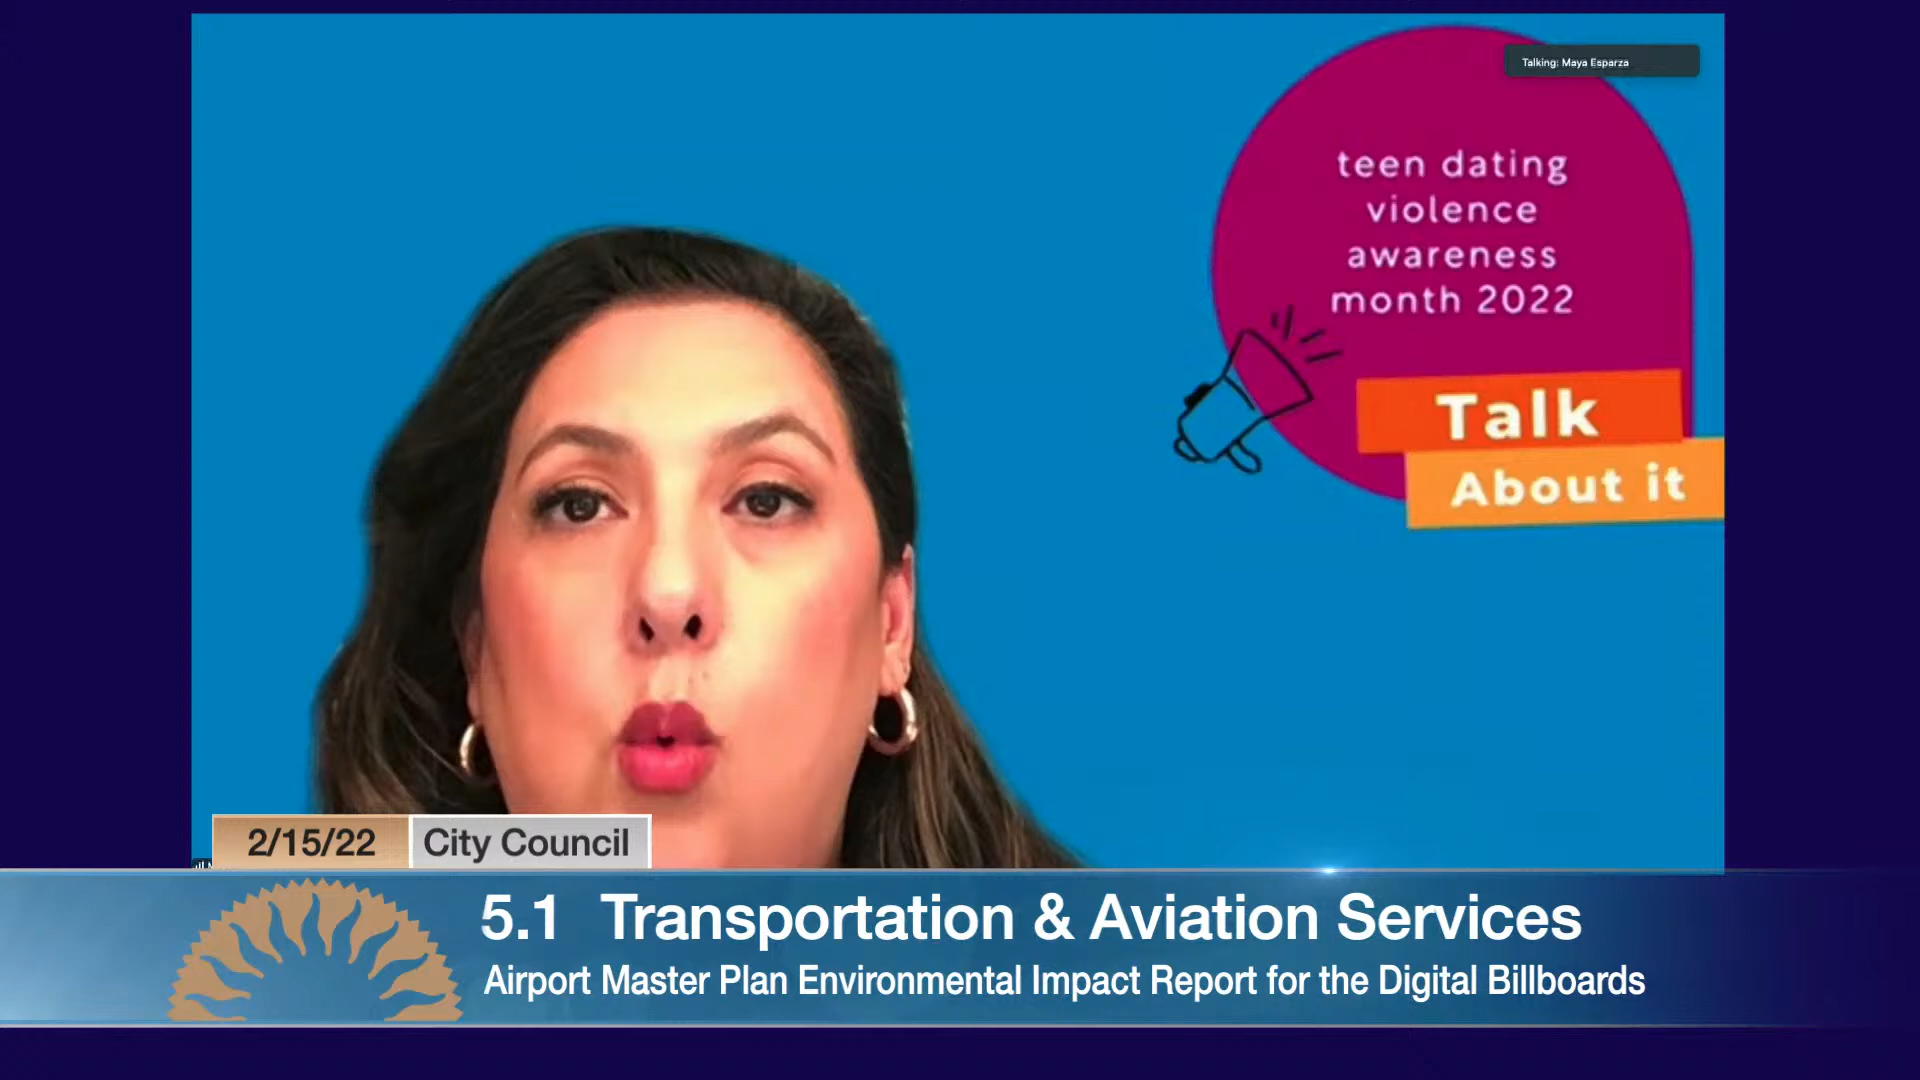 Talking: Maya Esparza
teen dating
violence
awareness
month 2022
Talk
About it
2/15/22 City Council
5.1 Transportation & Aviation Services
Airport Master Plan Environmental Impact Report for the Digital Billboards